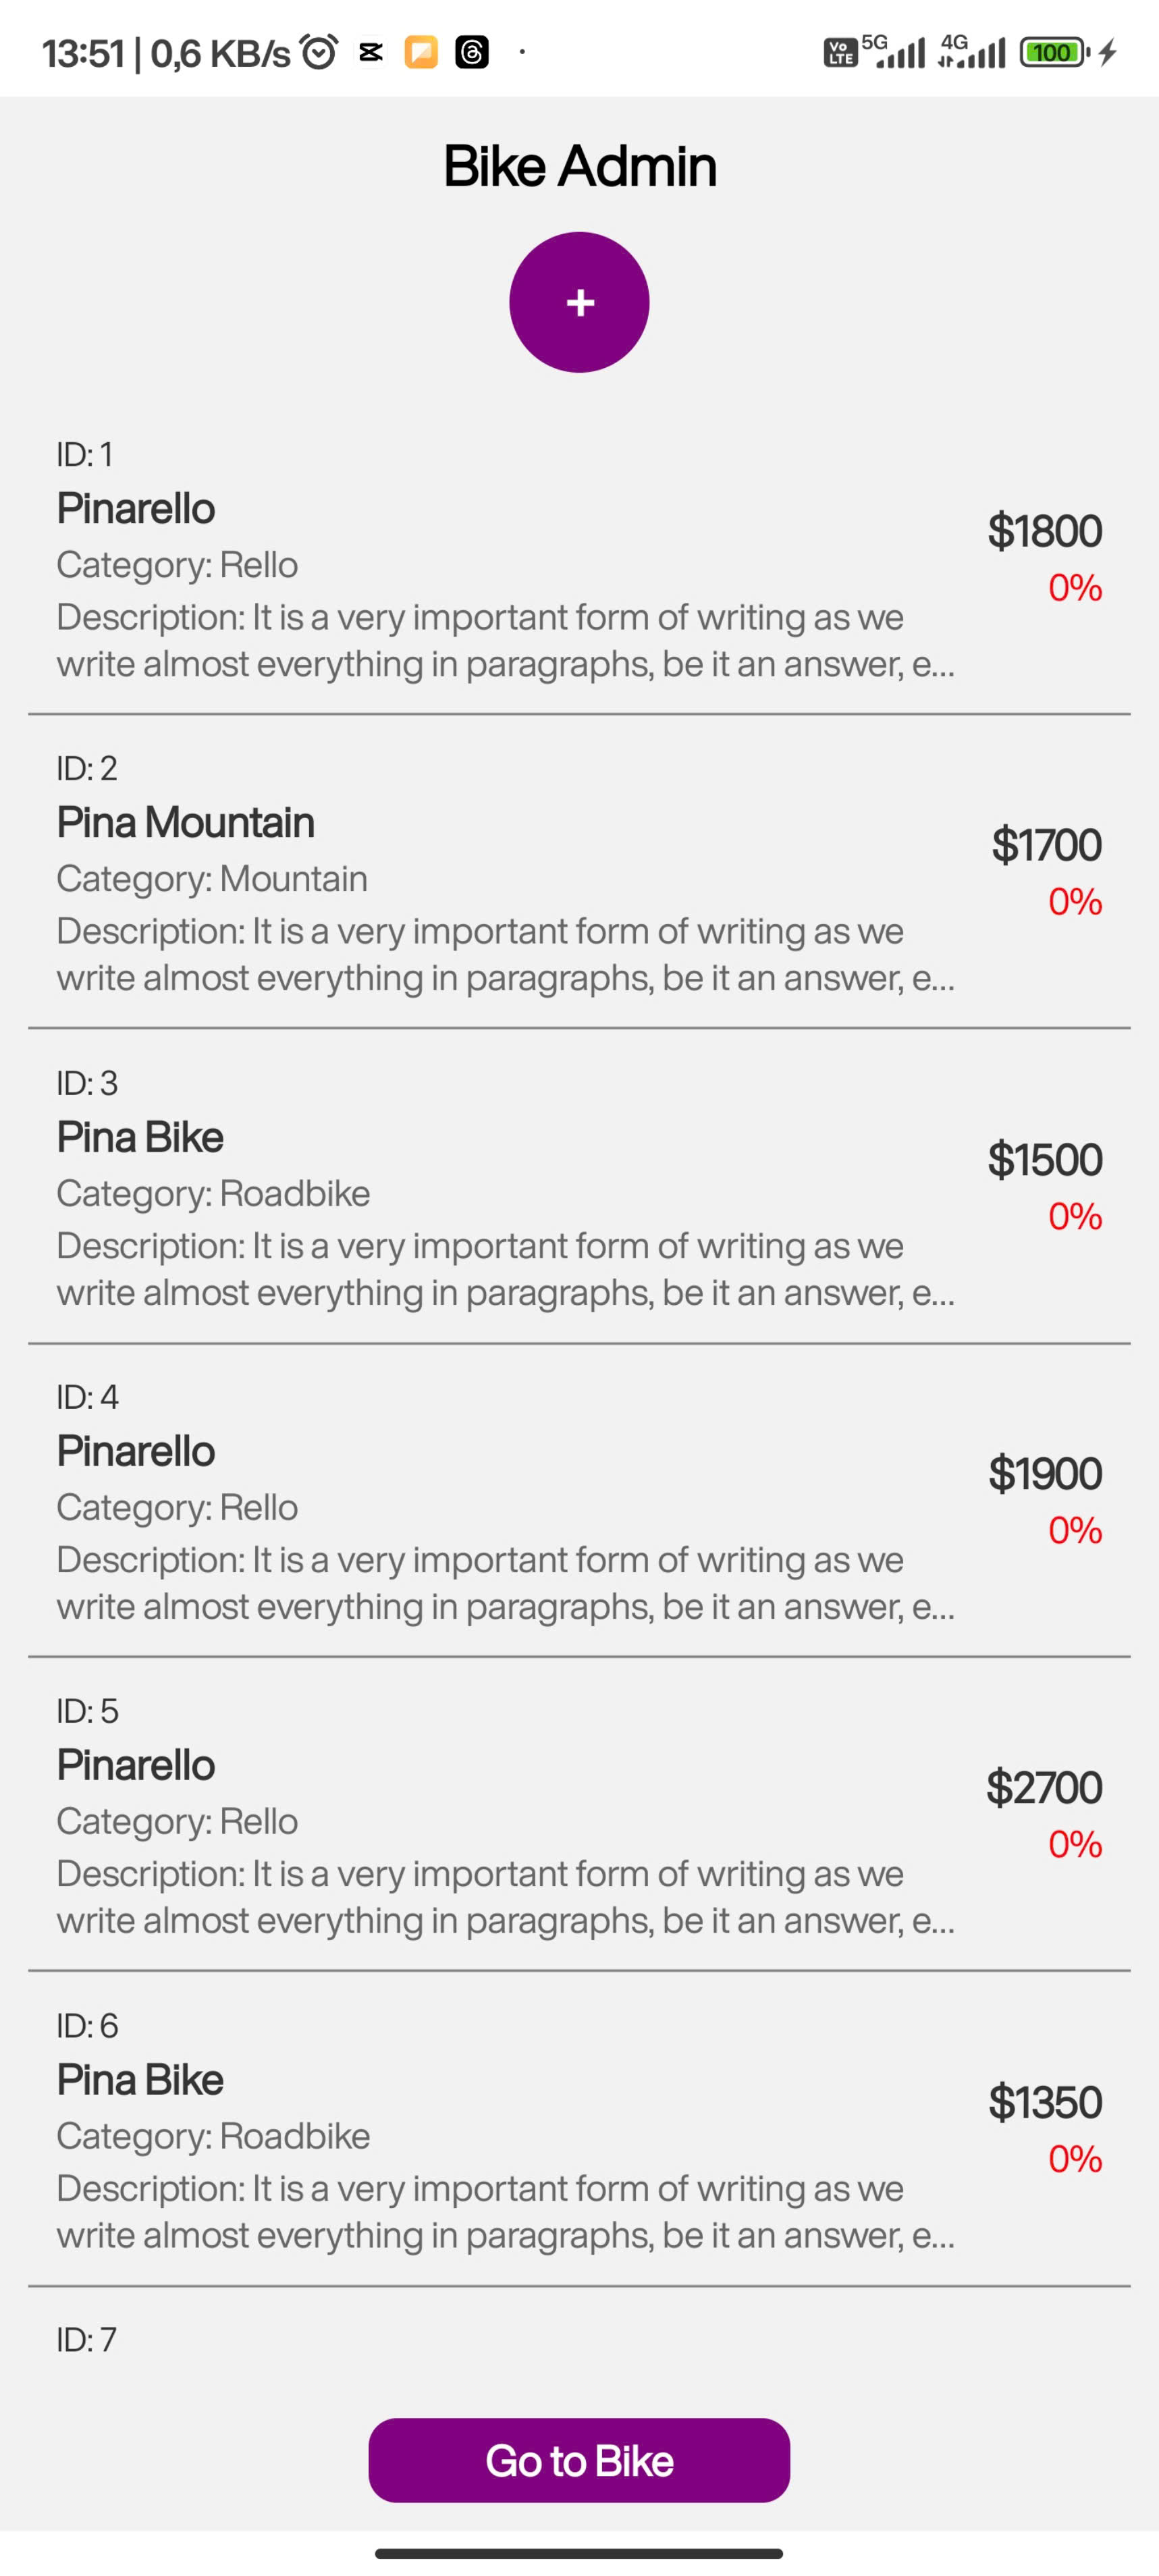 13:51 | 0,6 KB/s
Vo LTE 5G 4G 100
Bike Admin
+
ID: 1
Pinarello
$1800
Category: Rello
0%
Description: It is a very important form of writing as we
write almost everything in paragraphs, be it an answer, e...
ID: 2
Pina Mountain
$1700
Category: Mountain
0%
Description: It is a very important form of writing as we
write almost everything in paragraphs, be it an answer, e...
ID: 3
Pina Bike
$1500
Category: Roadbike
0%
Description: It is a very important form of writing as we
write almost everything in paragraphs, be it an answer, e...
ID: 4
Pinarello
$1900
Category: Rello
0%
Description: It is a very important form of writing as we
write almost everything in paragraphs, be it an answer, e...
ID: 5
Pinarello
$2700
Category: Rello
0%
Description: It is a very important form of writing as we
write almost everything in paragraphs, be it an answer, e...
ID: 6
Pina Bike
$1350
Category: Roadbike
0%
Description: It is a very important form of writing as we
write almost everything in paragraphs, be it an answer, e...
ID: 7
Go to Bike